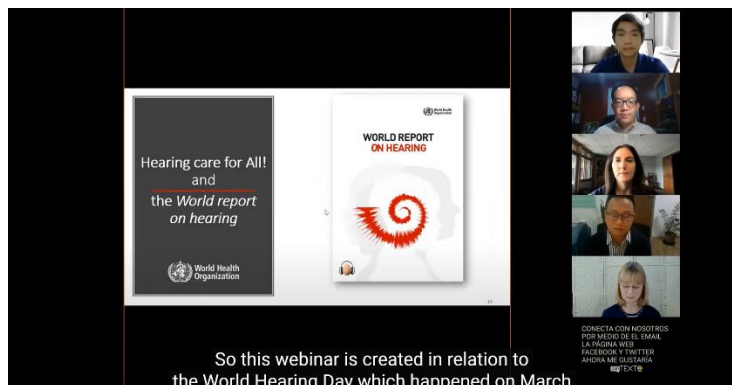 Hearing care for All!
and
the World report
on hearing
World Health
Organization
World Health
Organization
WORLD REPORT
ON HEARING
CONECTA CON NOSOTROS
POR MEDIO DE EL EMAIL
LA PÁGINA WEB
FACEBOOK Y TWITTER
AHORA ME GUSTARÍA
TEXT
So this webinar is created in relation to
the World Hearing Day which happened on March